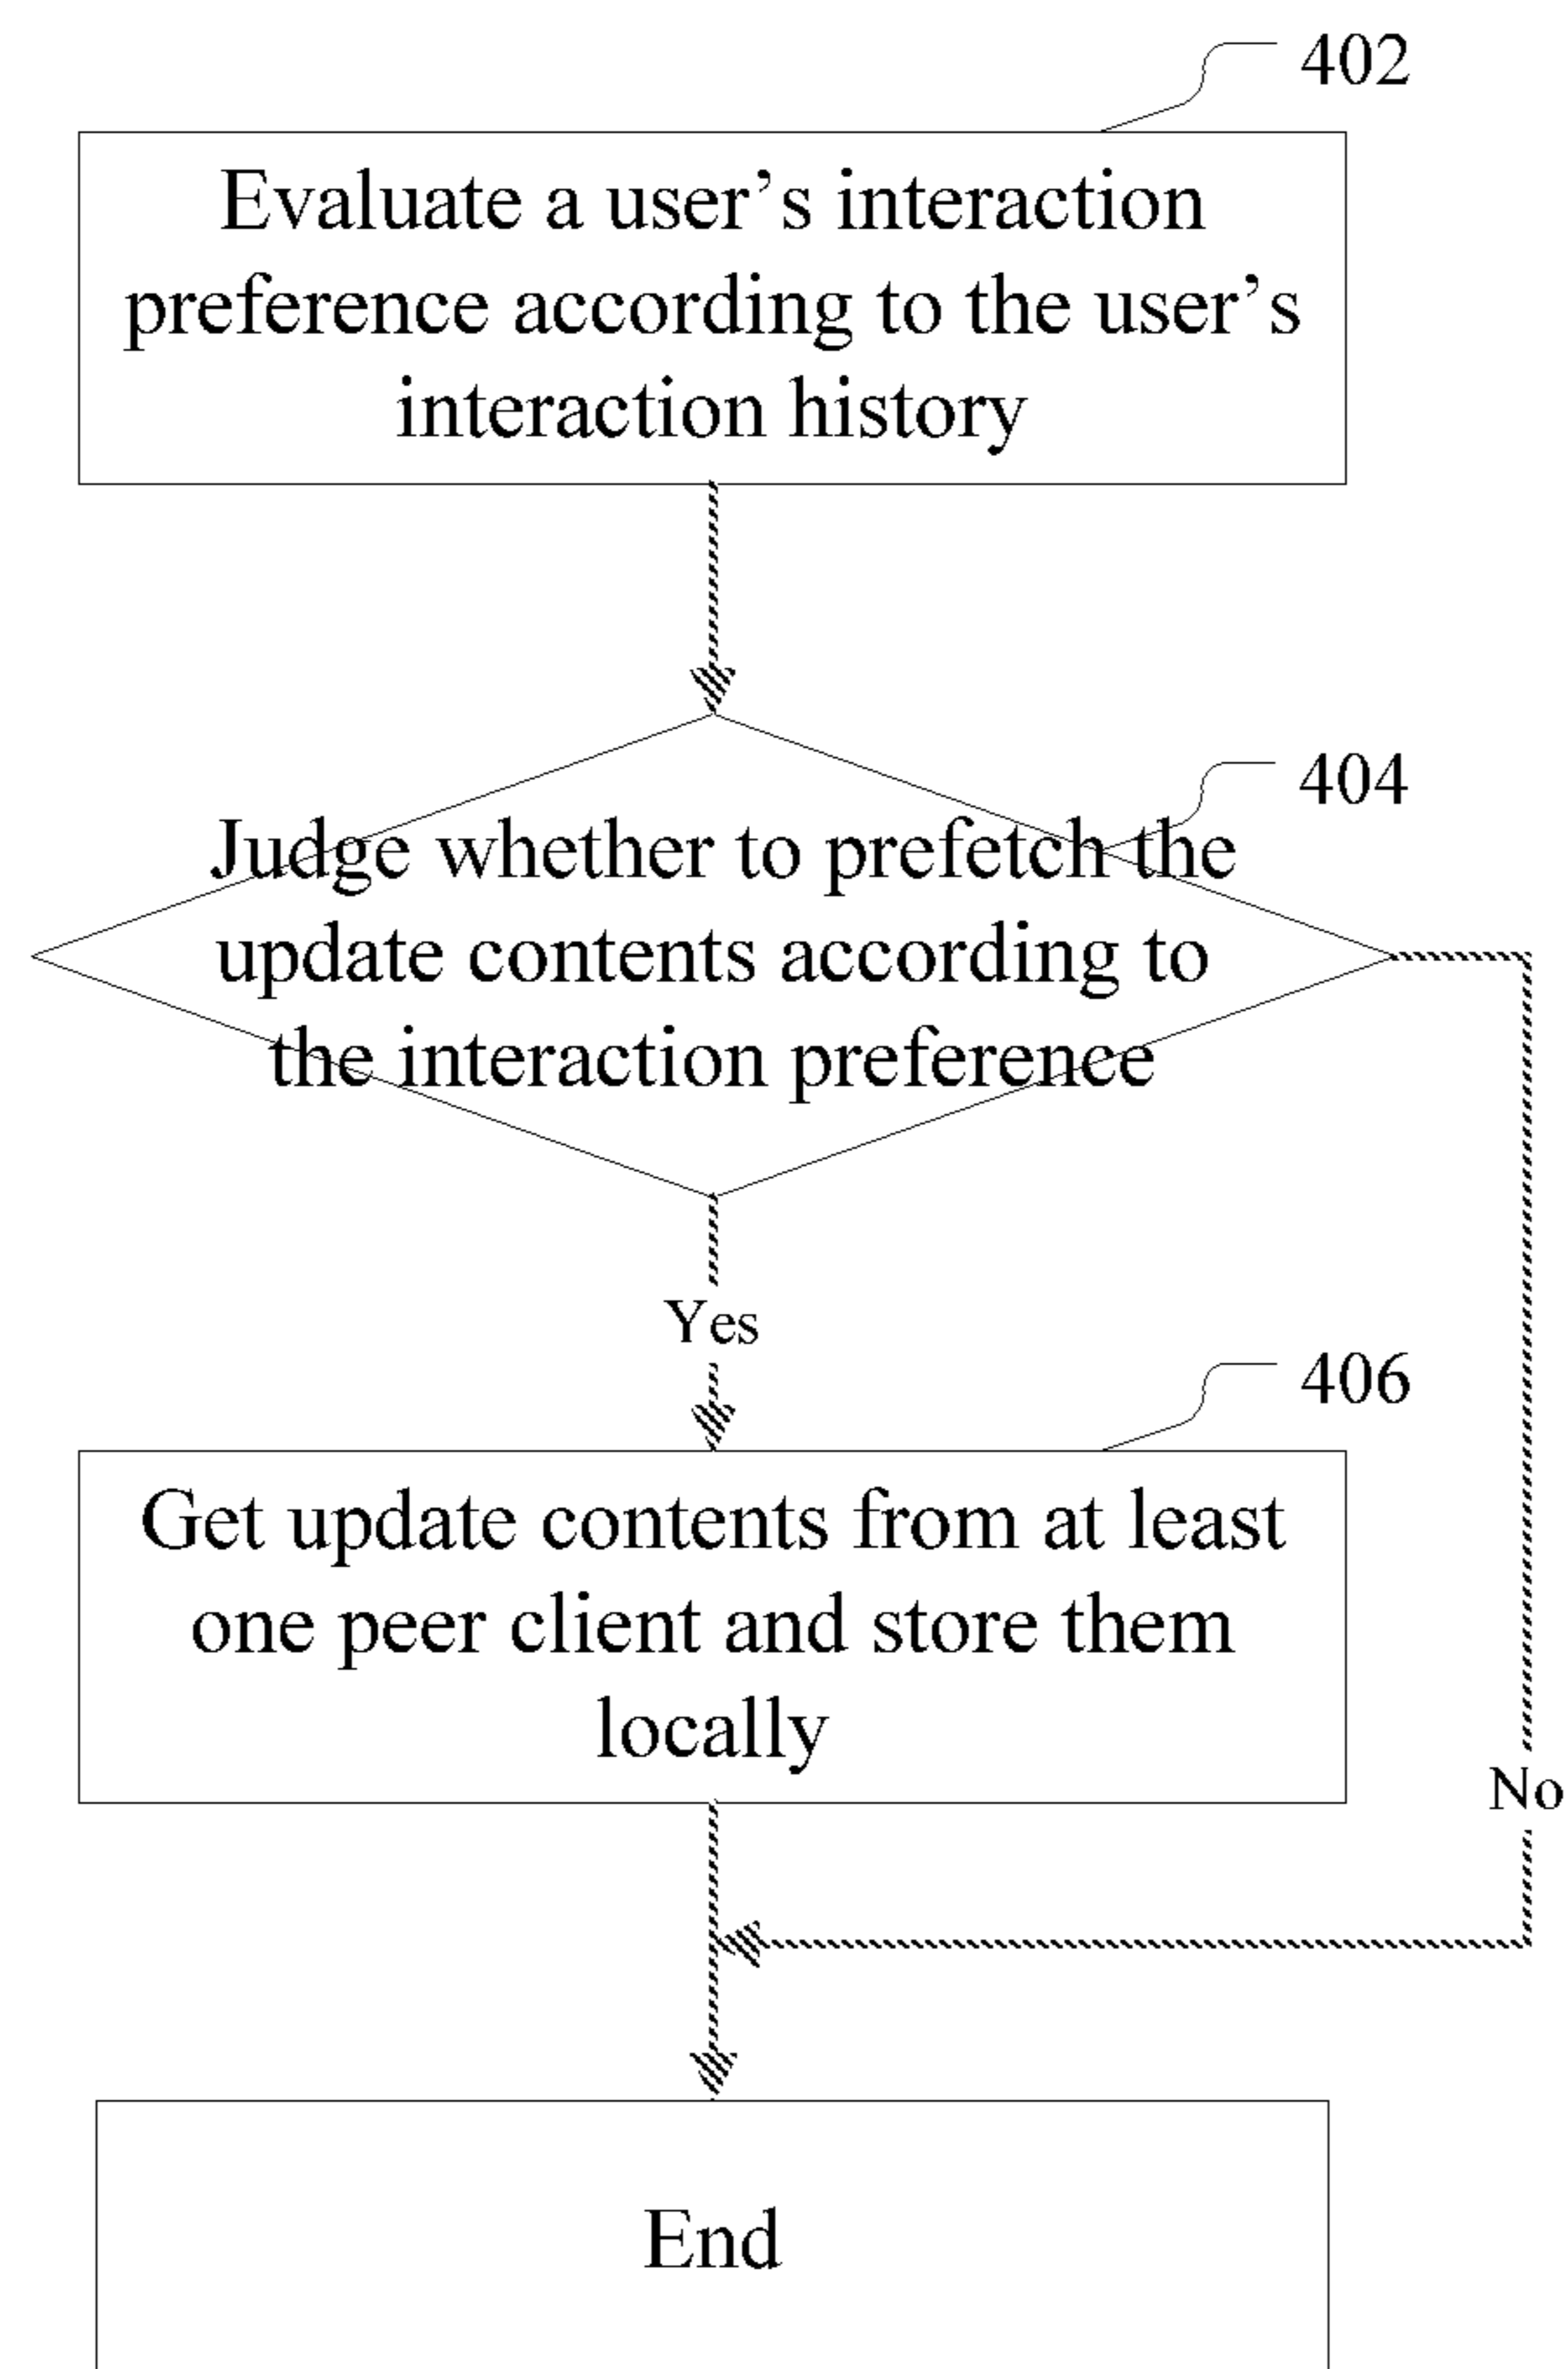 402
Evaluate a user’s interaction
preference according to the user’s
interaction history
404
Judge whether to prefetch the
update contents according to
the interaction preference
Yes
406
Get update contents from at least
one peer client and store them
locally
No
End